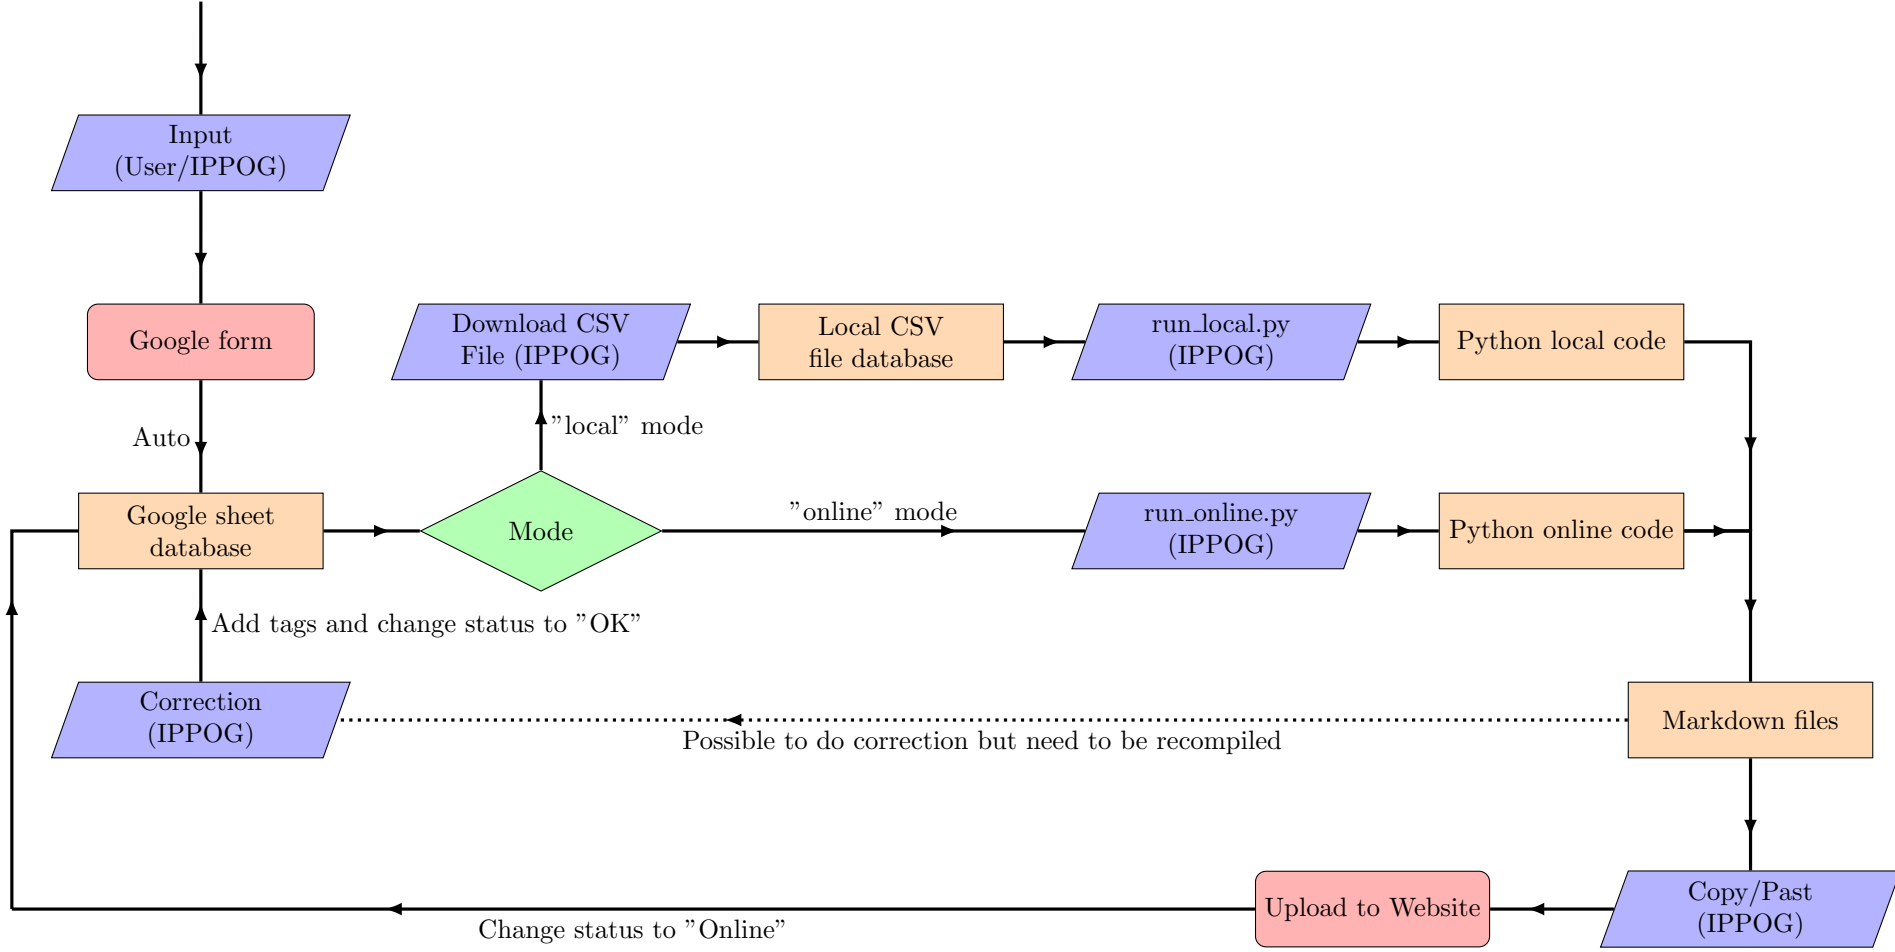 Input
(User/IPPOG)
Google form
Download CSV
File (IPPOG)
Local CSV
file database
run_local.py
(IPPOG)
Python local code
Auto
"local" mode
Google sheet
database
Mode
"online" mode
run_online.py
(IPPOG)
Python online code
Add tags and change status to "OK"
Correction
(IPPOG)
Possible to do correction but need to be recompiled
Markdown files
Change status to "Online"
Upload to Website
Copy/Past
(IPPOG)